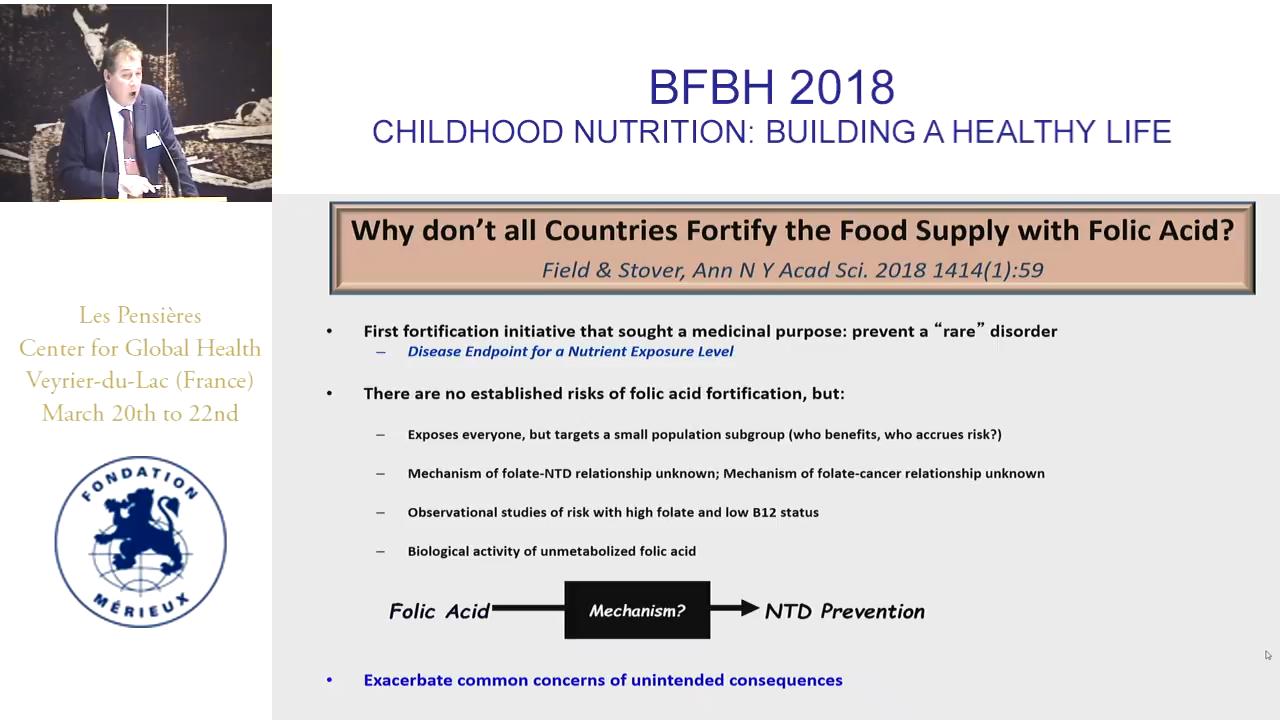 BFBH 2018
CHILDHOOD NUTRITION: BUILDING A HEALTHY LIFE
Why don’t all Countries Fortify the Food Supply with Folic Acid?
Field & Stover, Ann N Y Acad Sci. 2018 1414(1):59
• First fortification initiative that sought a medicinal purpose: prevent a “rare” disorder
– Disease Endpoint for a Nutrient Exposure Level
• There are no established risks of folic acid fortification, but:
– Exposes everyone, but targets a small population subgroup (who benefits, who accrues risk?)
– Mechanism of folate-NTD relationship unknown; Mechanism of folate-cancer relationship unknown
– Observational studies of risk with high folate and low B12 status
– Biological activity of unmetabolized folic acid
Folic Acid Mechanism? NTD Prevention
• Exacerbate common concerns of unintended consequences
Les Pensières
Center for Global Health
Veyrier-du-Lac (France)
March 20th to 22nd
FONDATION
MÉRIEUX